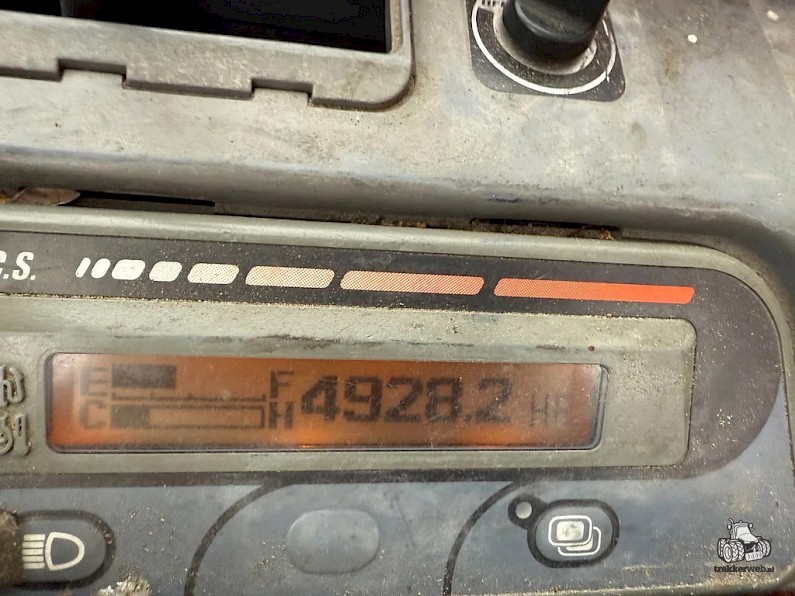 C.S.
E F
C H 4928.2 HR
trekkerweb.nl